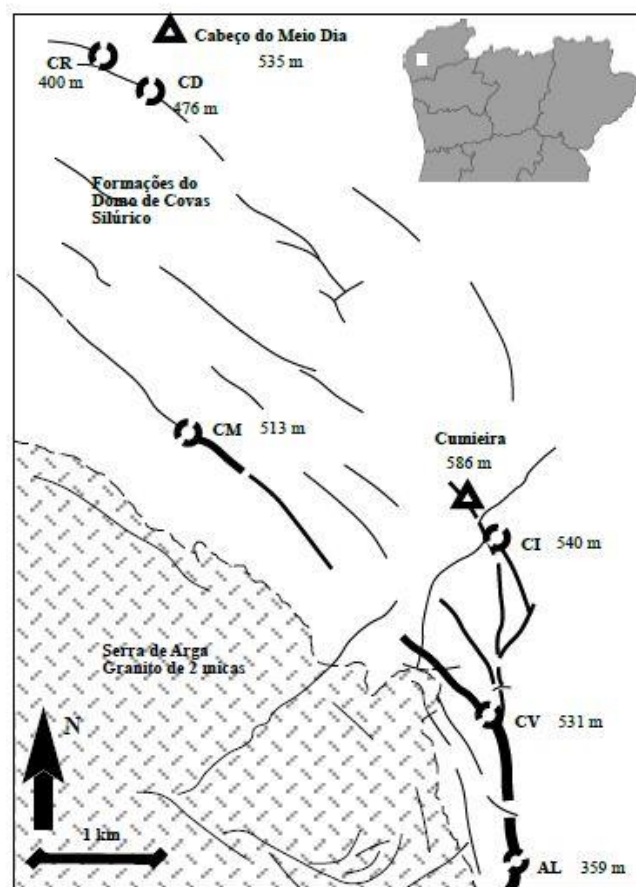 Cabeço do Meio Dia
535 m
CR
400 m
CD
476 m
Formações do
Domo de Covas
Silúrico
CM 513 m
Cumieira
586 m
CI 540 m
Serra de Arga
Granito de 2 micas
CV 531 m
N
1 km
AL 359 m